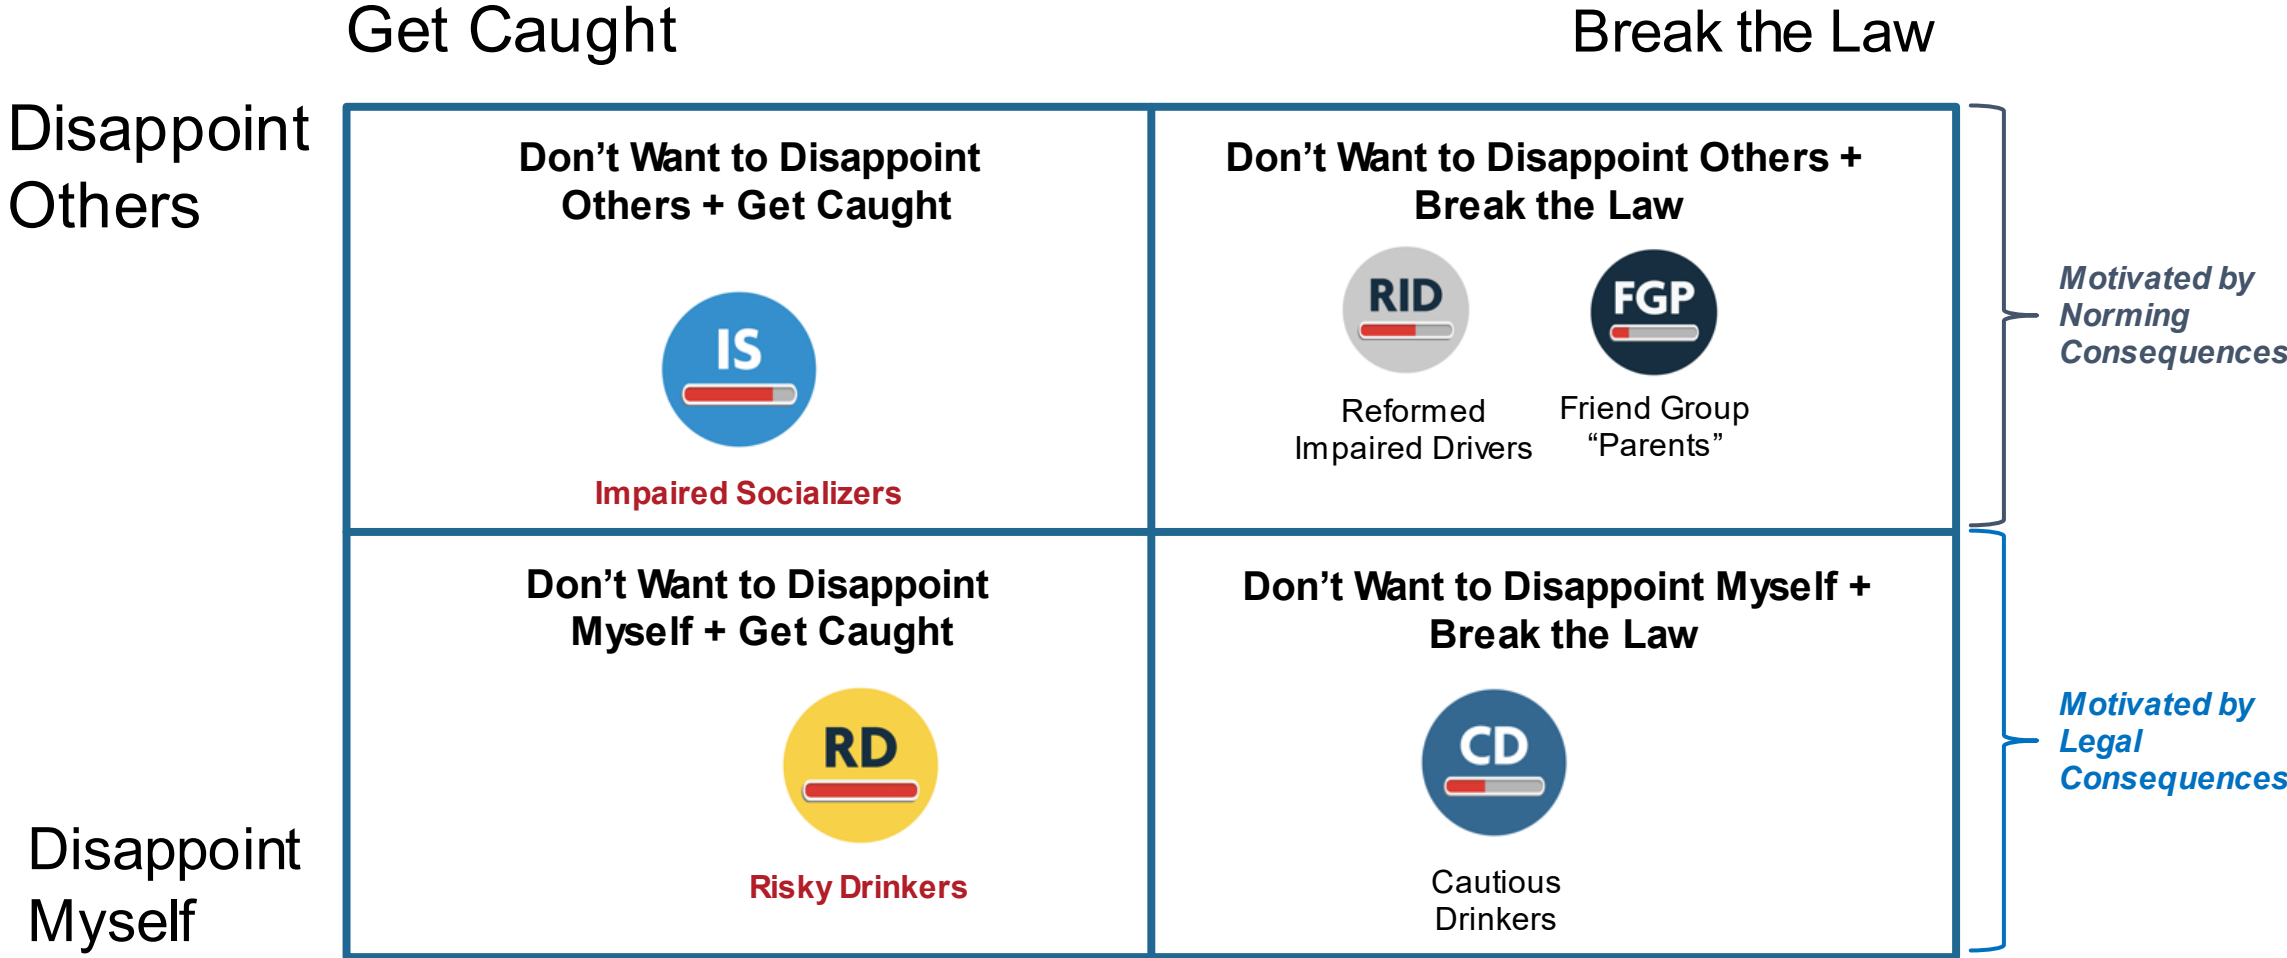 Get Caught
Break the Law
Disappoint
Others
Don’t Want to Disappoint
Others + Get Caught
IS
Impaired Socializers
Don’t Want to Disappoint Others +
Break the Law
RID
Reformed
Impaired Drivers
FGP
Friend Group
“Parents”
Motivated by
Norming
Consequences
Disappoint
Myself
Don’t Want to Disappoint
Myself + Get Caught
RD
Risky Drinkers
Don’t Want to Disappoint Myself +
Break the Law
CD
Cautious
Drinkers
Motivated by
Legal
Consequences